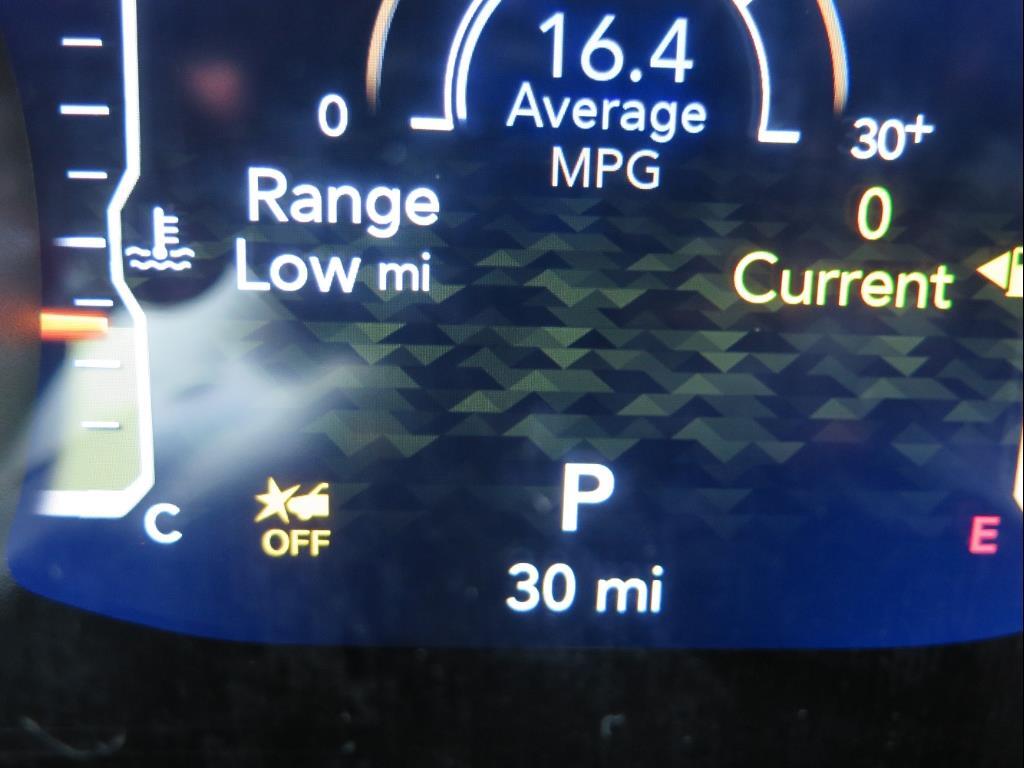 16.4
Average
MPG
0
30+
Range
Low mi
0
Current
C
OFF
P
E
30 mi